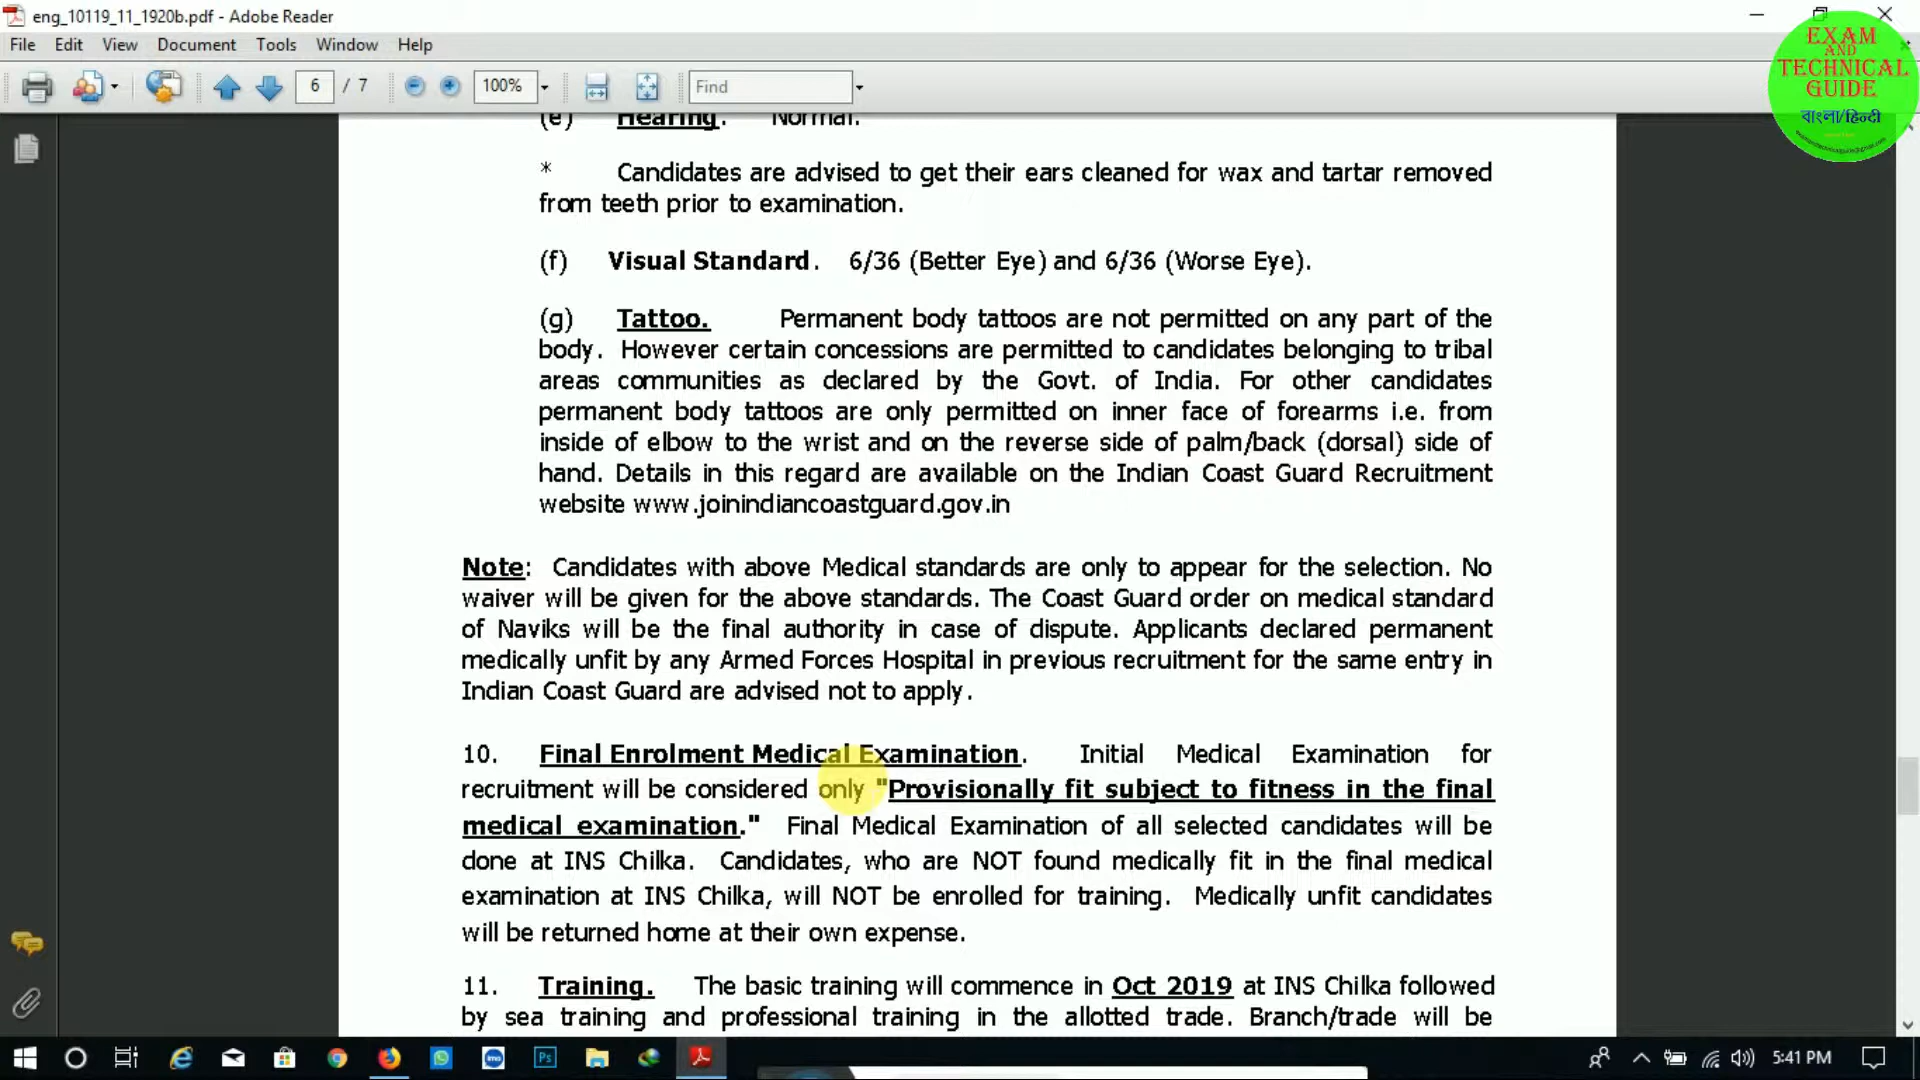 eng_10119_11_1920b.pdf - Adobe Reader
File Edit View Document Tools Window Help
6 / 7 100% Find
EXAM
AND
TECHNICAL
GUIDE
বাংলা/हिन्दी
(e) Hearing. Normal.
* Candidates are advised to get their ears cleaned for wax and tartar removed
from teeth prior to examination.
(f) Visual Standard. 6/36 (Better Eye) and 6/36 (Worse Eye).
(g) Tattoo. Permanent body tattoos are not permitted on any part of the
body. However certain concessions are permitted to candidates belonging to tribal
areas communities as declared by the Govt. of India. For other candidates
permanent body tattoos are only permitted on inner face of forearms i.e. from
inside of elbow to the wrist and on the reverse side of palm/back (dorsal) side of
hand. Details in this regard are available on the Indian Coast Guard Recruitment
website www.joinindiancoastguard.gov.in
Note: Candidates with above Medical standards are only to appear for the selection. No
waiver will be given for the above standards. The Coast Guard order on medical standard
of Naviks will be the final authority in case of dispute. Applicants declared permanent
medically unfit by any Armed Forces Hospital in previous recruitment for the same entry in
Indian Coast Guard are advised not to apply.
10. Final Enrolment Medical Examination. Initial Medical Examination for
recruitment will be considered only "Provisionally fit subject to fitness in the final
medical examination." Final Medical Examination of all selected candidates will be
done at INS Chilka. Candidates, who are NOT found medically fit in the final medical
examination at INS Chilka, will NOT be enrolled for training. Medically unfit candidates
will be returned home at their own expense.
11. Training. The basic training will commence in Oct 2019 at INS Chilka followed
by sea training and professional training in the allotted trade. Branch/trade will be
5:41 PM